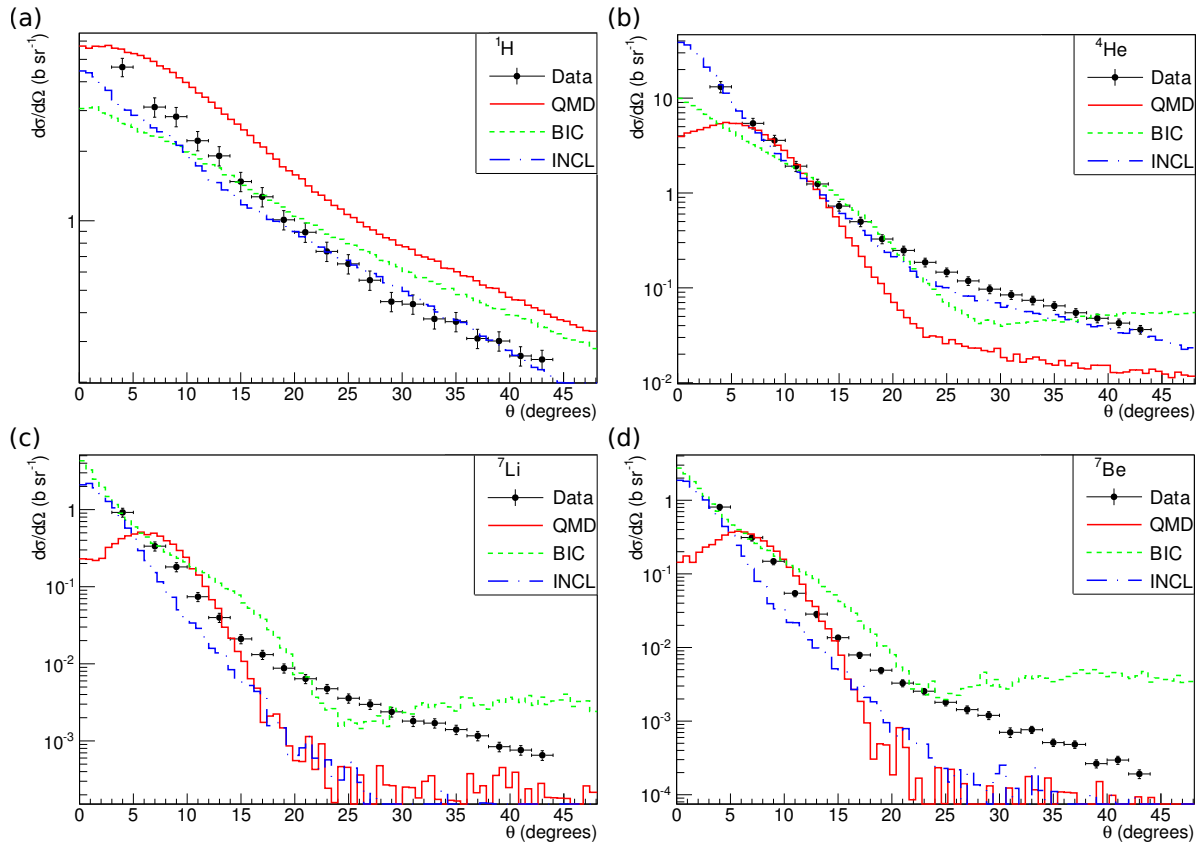 (a)
¹H
Data
QMD
BIC
INCL
dσ/dΩ (b sr⁻¹)
1
0 5 10 15 20 25 30 35 40 45
θ (degrees)
(b)
⁴He
Data
QMD
BIC
INCL
dσ/dΩ (b sr⁻¹)
10
1
10⁻¹
10⁻²
0 5 10 15 20 25 30 35 40 45
θ (degrees)
(c)
⁷Li
Data
QMD
BIC
INCL
dσ/dΩ (b sr⁻¹)
1
10⁻¹
10⁻²
10⁻³
0 5 10 15 20 25 30 35 40 45
θ (degrees)
(d)
⁷Be
Data
QMD
BIC
INCL
dσ/dΩ (b sr⁻¹)
1
10⁻¹
10⁻²
10⁻³
10⁻⁴
0 5 10 15 20 25 30 35 40 45
θ (degrees)